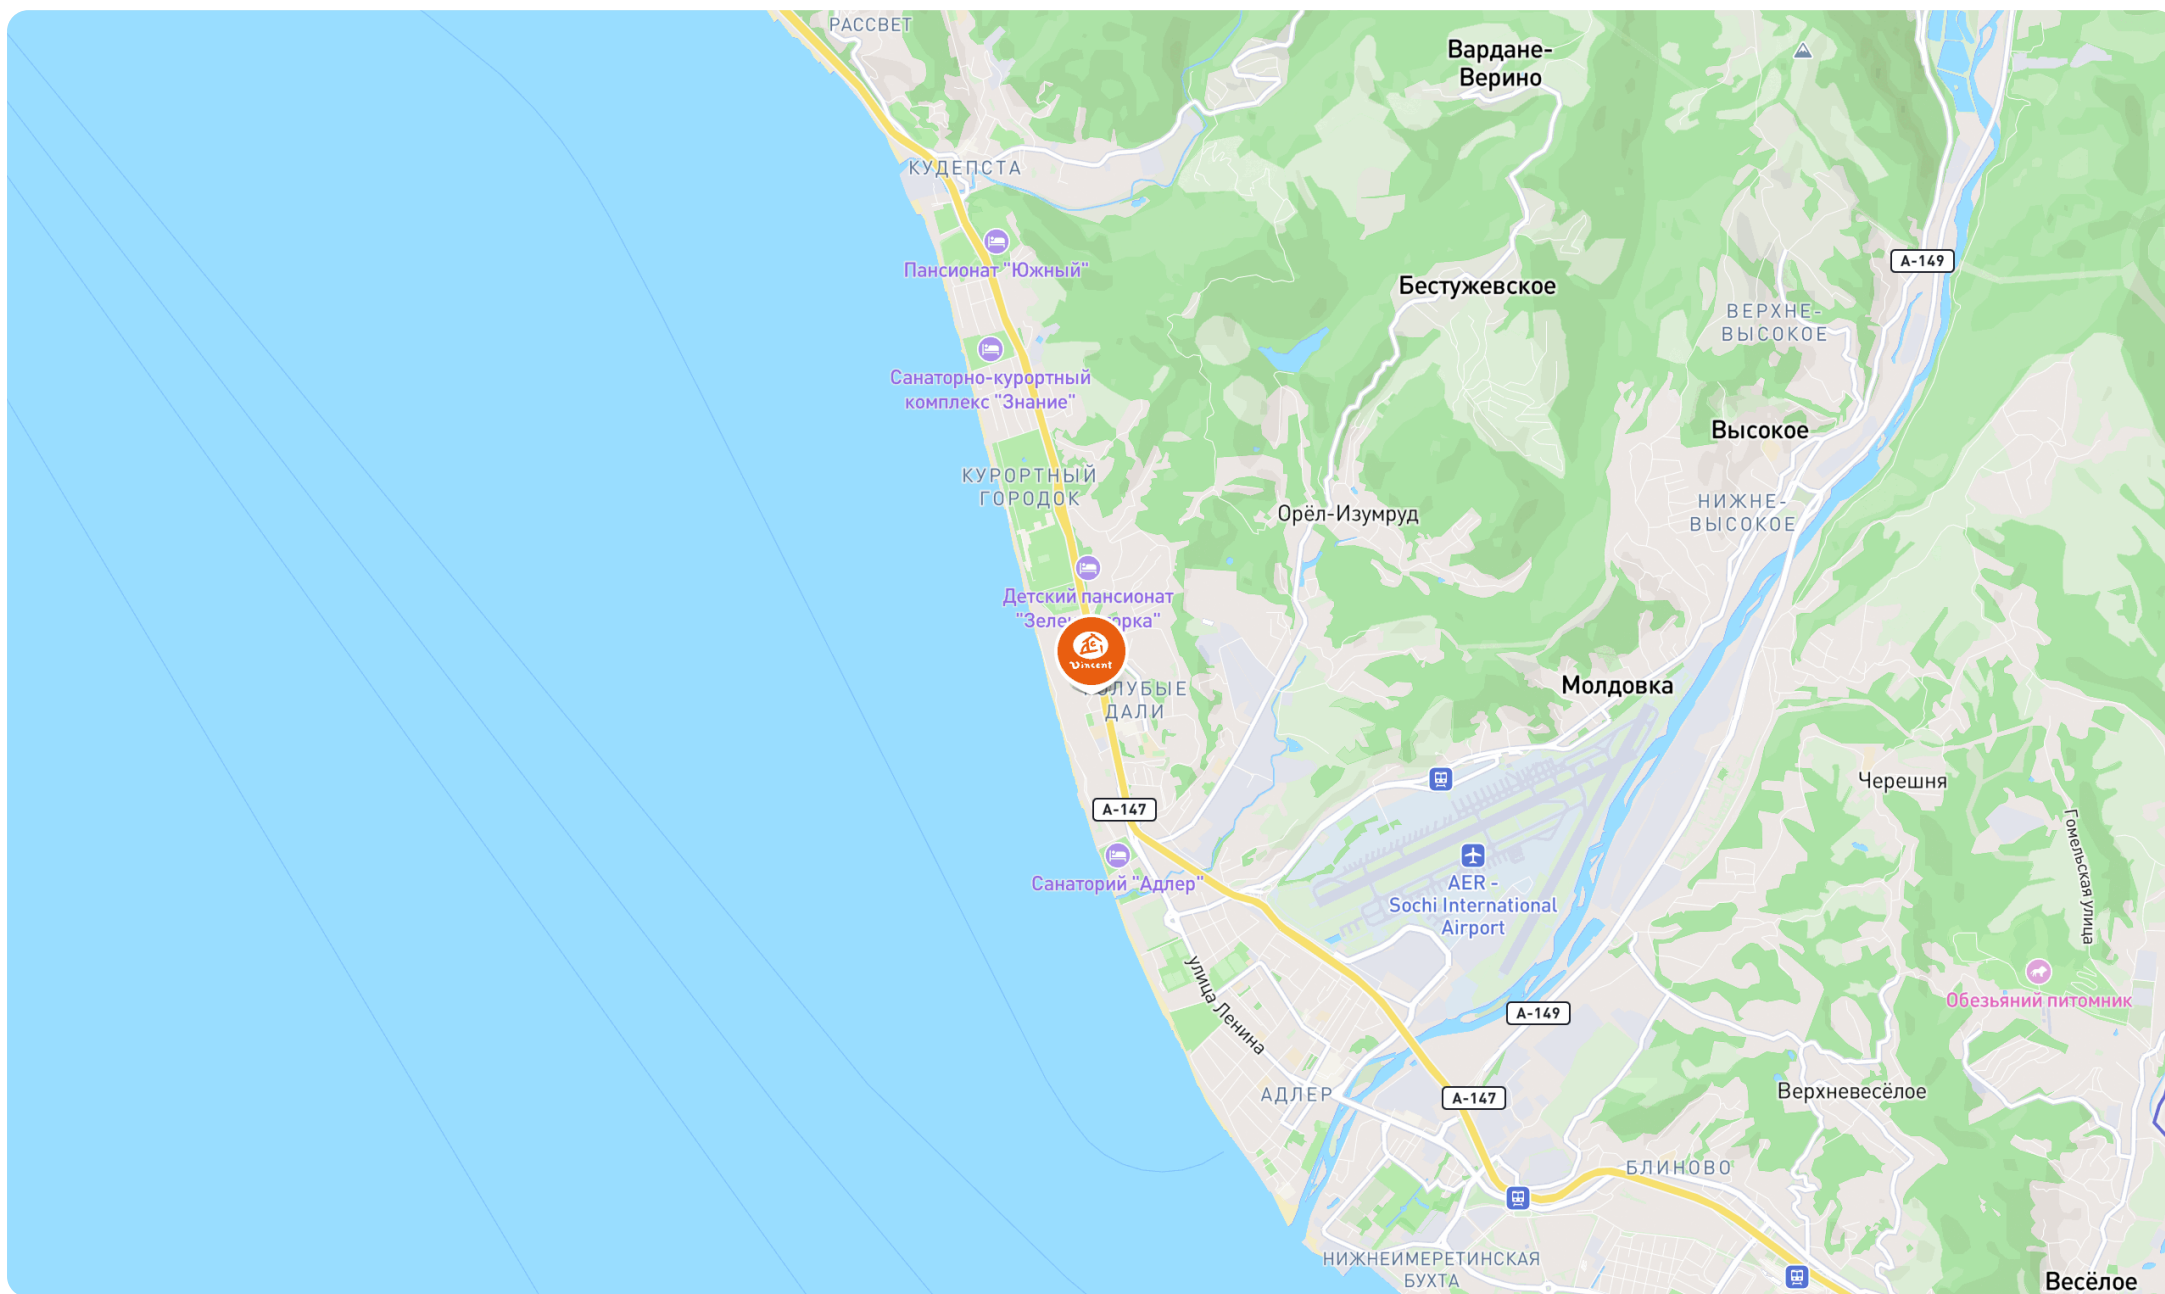 РАССВЕТ
Вардане-
Верино
КУДЕПСТА
Пансионат "Южный"
А-149
Бестужевское
ВЕРХНЕ-
ВЫСОКОЕ
Санаторно-курортный
комплекс "Знание"
Высокое
КУРОРТНЫЙ
ГОРОДОК
НИЖНЕ-
ВЫСОКОЕ
Орёл-Изумруд
Детский пансионат
Vincent
ДАЛИ
Молдовка
Черешня
А-147
Гомельская улица
Санаторий "Адлер"
AER -
Sochi International
Airport
улица Ленина
Обезьяний питомник
А-149
АДЛЕР
А-147
Верхневесёлое
БЛИНОВО
НИЖНЕИМЕРЕТИНСКАЯ
БУХТА
Весёлое